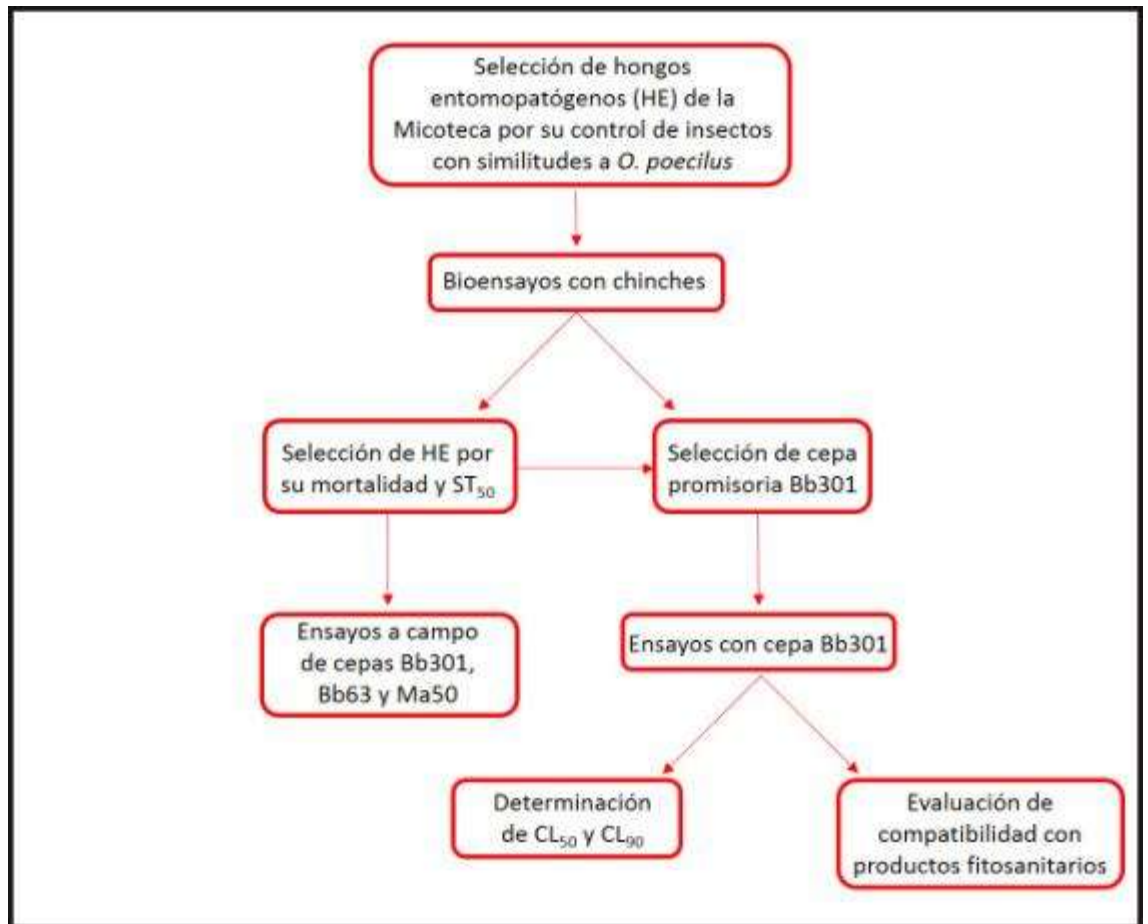 Selección de hongos
entomopatógenos (HE) de la
Micoteca por su control de insectos
con similitudes a O. poecilus
Bioensayos con chinches
Selección de HE por
su mortalidad y ST₅₀
Selección de cepa
promisoria Bb301
Ensayos a campo
de cepas Bb301,
Bb63 y Ma50
Ensayos con cepa Bb301
Determinación
de CL₅₀ y CL₉₀
Evaluación de
compatibilidad con
productos fitosanitarios